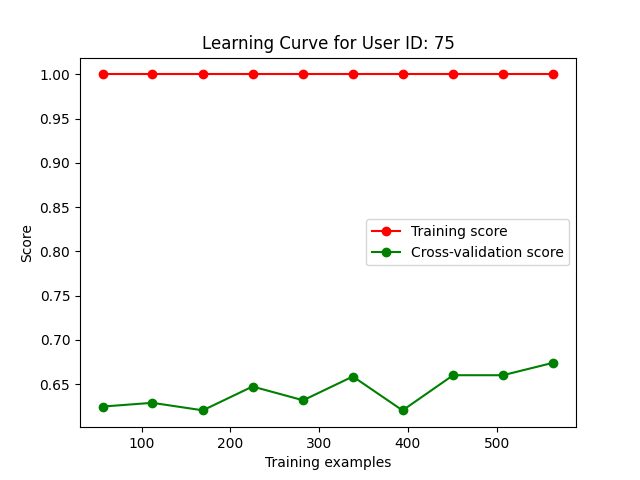 Learning Curve for User ID: 75
1.00
0.95
0.90
0.85
0.80
0.75
0.70
0.65
Score
Training score
Cross-validation score
100
200
300
400
500
Training examples